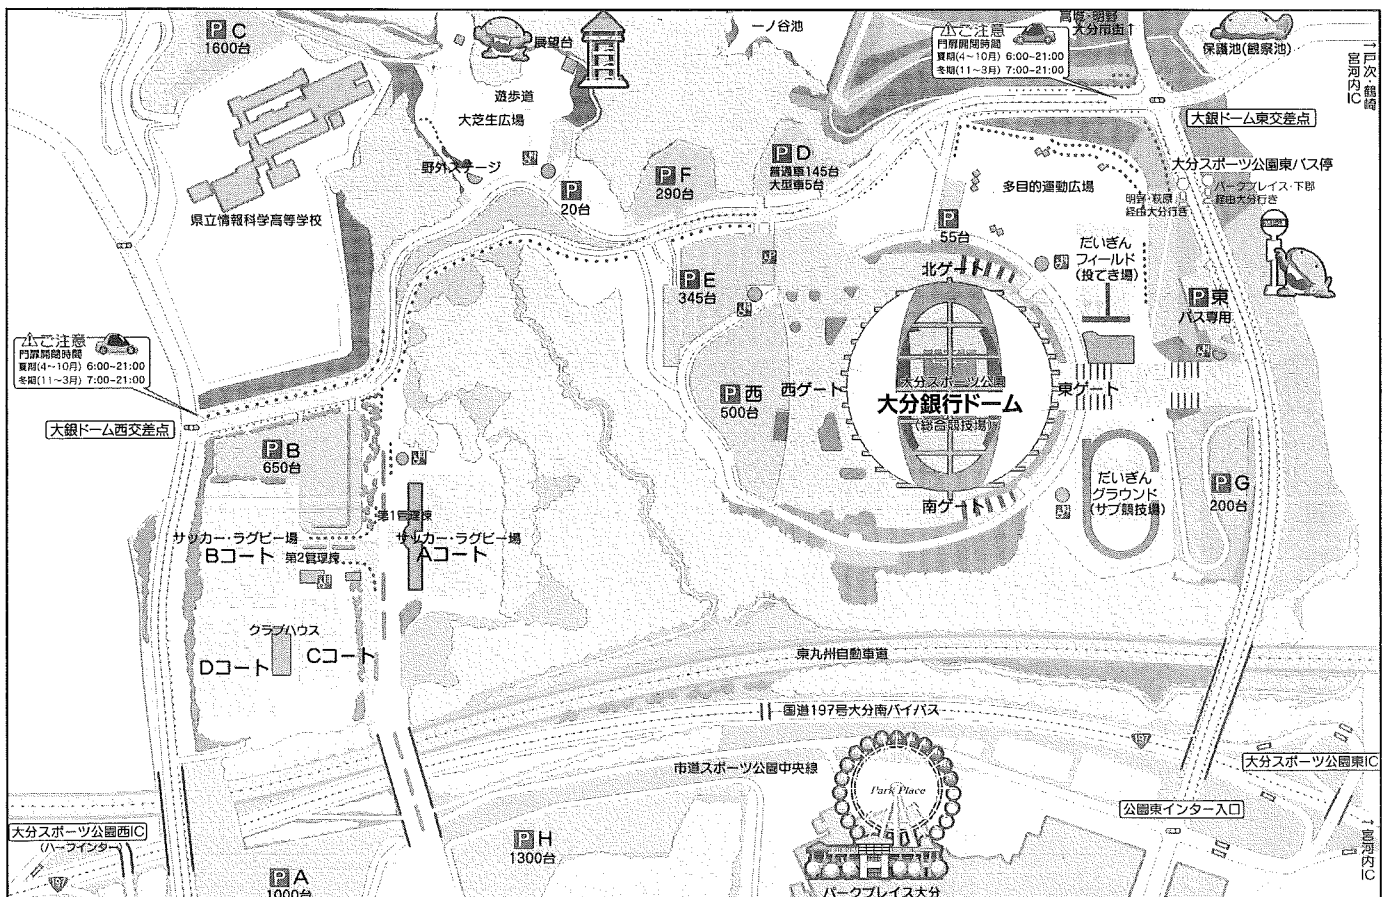 P C
1600台
展望台
遊歩道
大芝生広場
野外ステージ
県立情報科学高等学校
P
20台
P F
290台
一ノ谷池
P D
普通車145台
大型車5台
⚠ご注意
門扉開閉時間
夏期(4~10月) 6:00~21:00
冬期(11~3月) 7:00~21:00
大分市街↑
保護池(観察池)
→戸次・鶴崎
宮河内IC
大銀ドーム東交差点
大分スポーツ公園東バス停
パークプレイス・下郡
経由大分行き
明野・萩原
経由大分行き
多目的運動広場
P
55台
だいぎん
フィールド
(投てき場)
P 東
バス専用
北ゲート
P E
345台
⚠ご注意
門扉開閉時間
夏期(4~10月) 6:00~21:00
冬期(11~3月) 7:00~21:00
大銀ドーム西交差点
P 西
500台
西ゲート
大分スポーツ公園
大分銀行ドーム
(総合競技場)
東ゲート
南ゲート
だいぎん
グラウンド
(サブ競技場)
P G
200台
P B
650台
第1管理棟
サッカー・ラグビー場
Bコート
第2管理棟
サッカー・ラグビー場
Aコート
クラブハウス
Dコート
Cコート
東九州自動車道
国道197号大分南バイパス
197
市道スポーツ公園中央線
大分スポーツ公園東IC
公園東インター入口
→宮河内IC
Park Place
パークプレイス大分
P H
1300台
大分スポーツ公園西IC
(ハーフインター)
197
P A
1000台